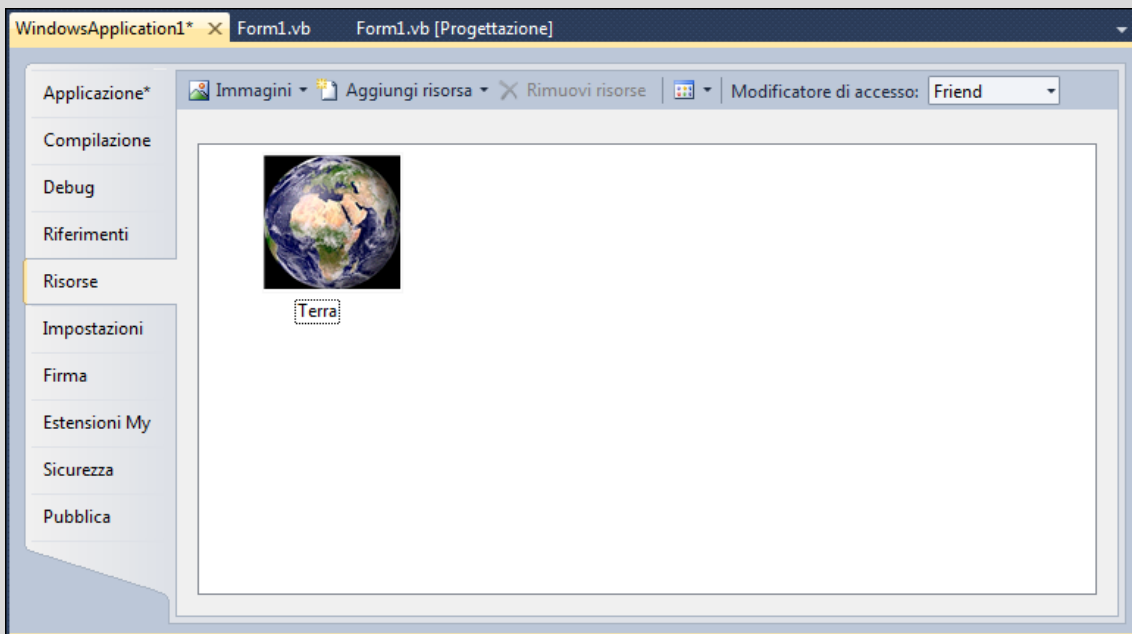 WindowsApplication1* Form1.vb Form1.vb [Progettazione]
Immagini Aggiungi risorsa Rimuovi risorse Modificatore di accesso: Friend
Applicazione*
Compilazione
Debug
Riferimenti
Risorse
Impostazioni
Firma
Estensioni My
Sicurezza
Pubblica
Terra